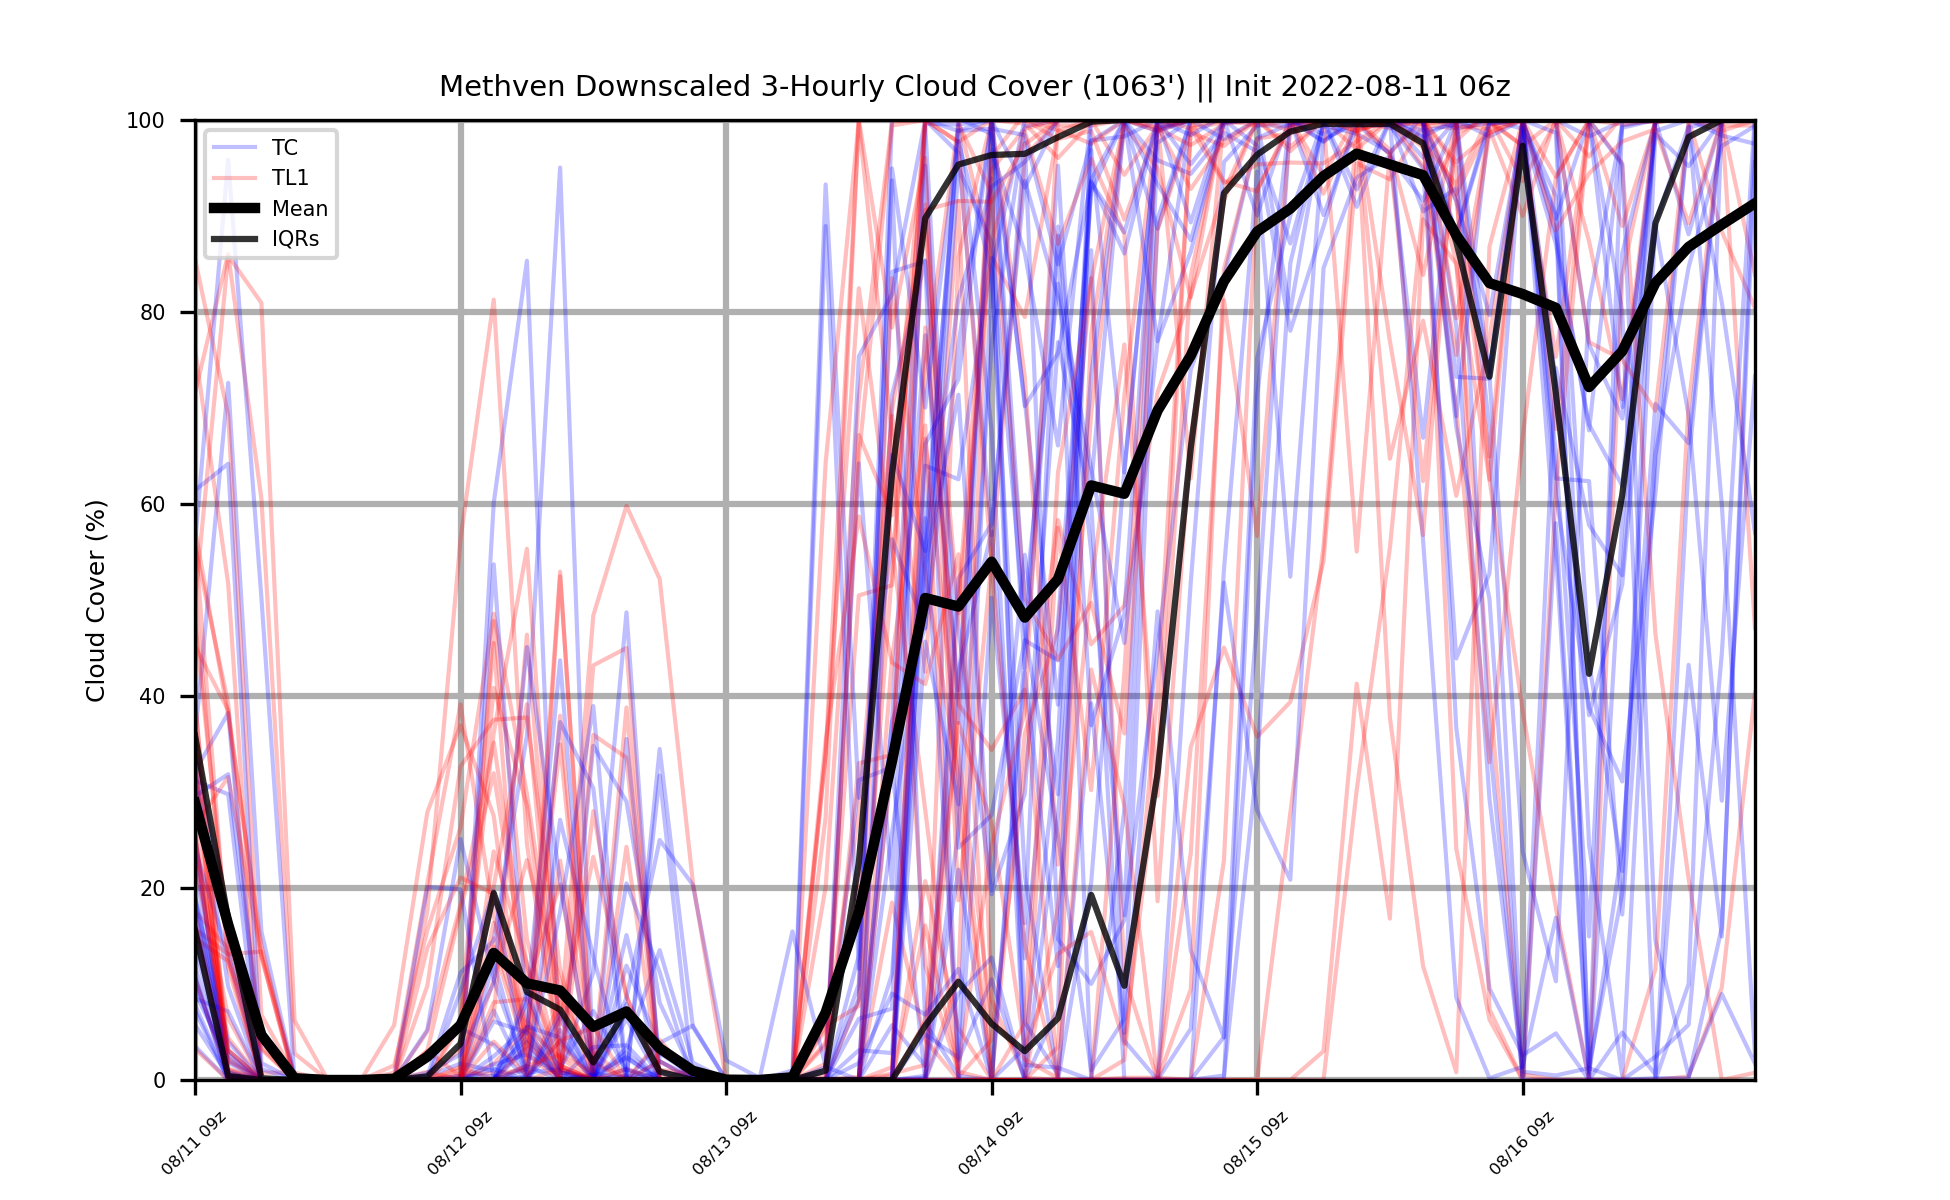 Methven Downscaled 3-Hourly Cloud Cover (1063') || Init 2022-08-11 06z
TC
TL1
Mean
IQRs
Cloud Cover (%)
100
80
60
40
20
0
08/11 09z
08/12 09z
08/13 09z
08/14 09z
08/15 09z
08/16 09z